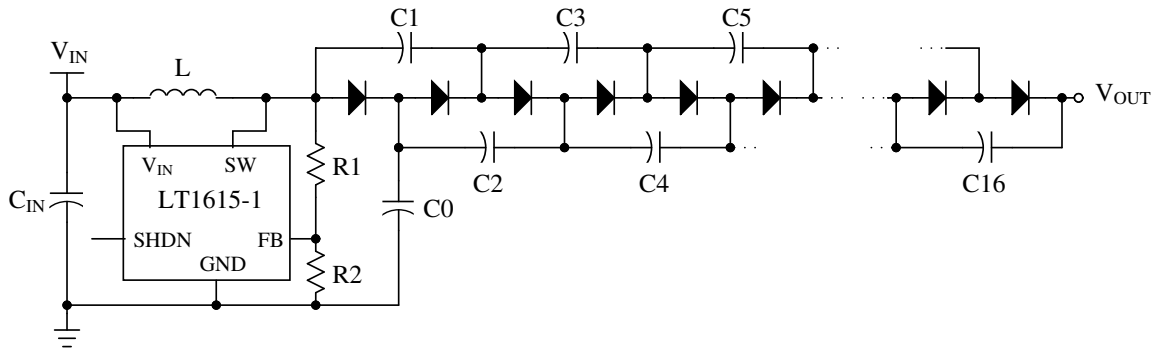 C1
C3
C5
V_IN
L
V_OUT
V_IN
SW
R1
C2
C4
C16
C_IN
LT1615-1
C0
SHDN
FB
GND
R2